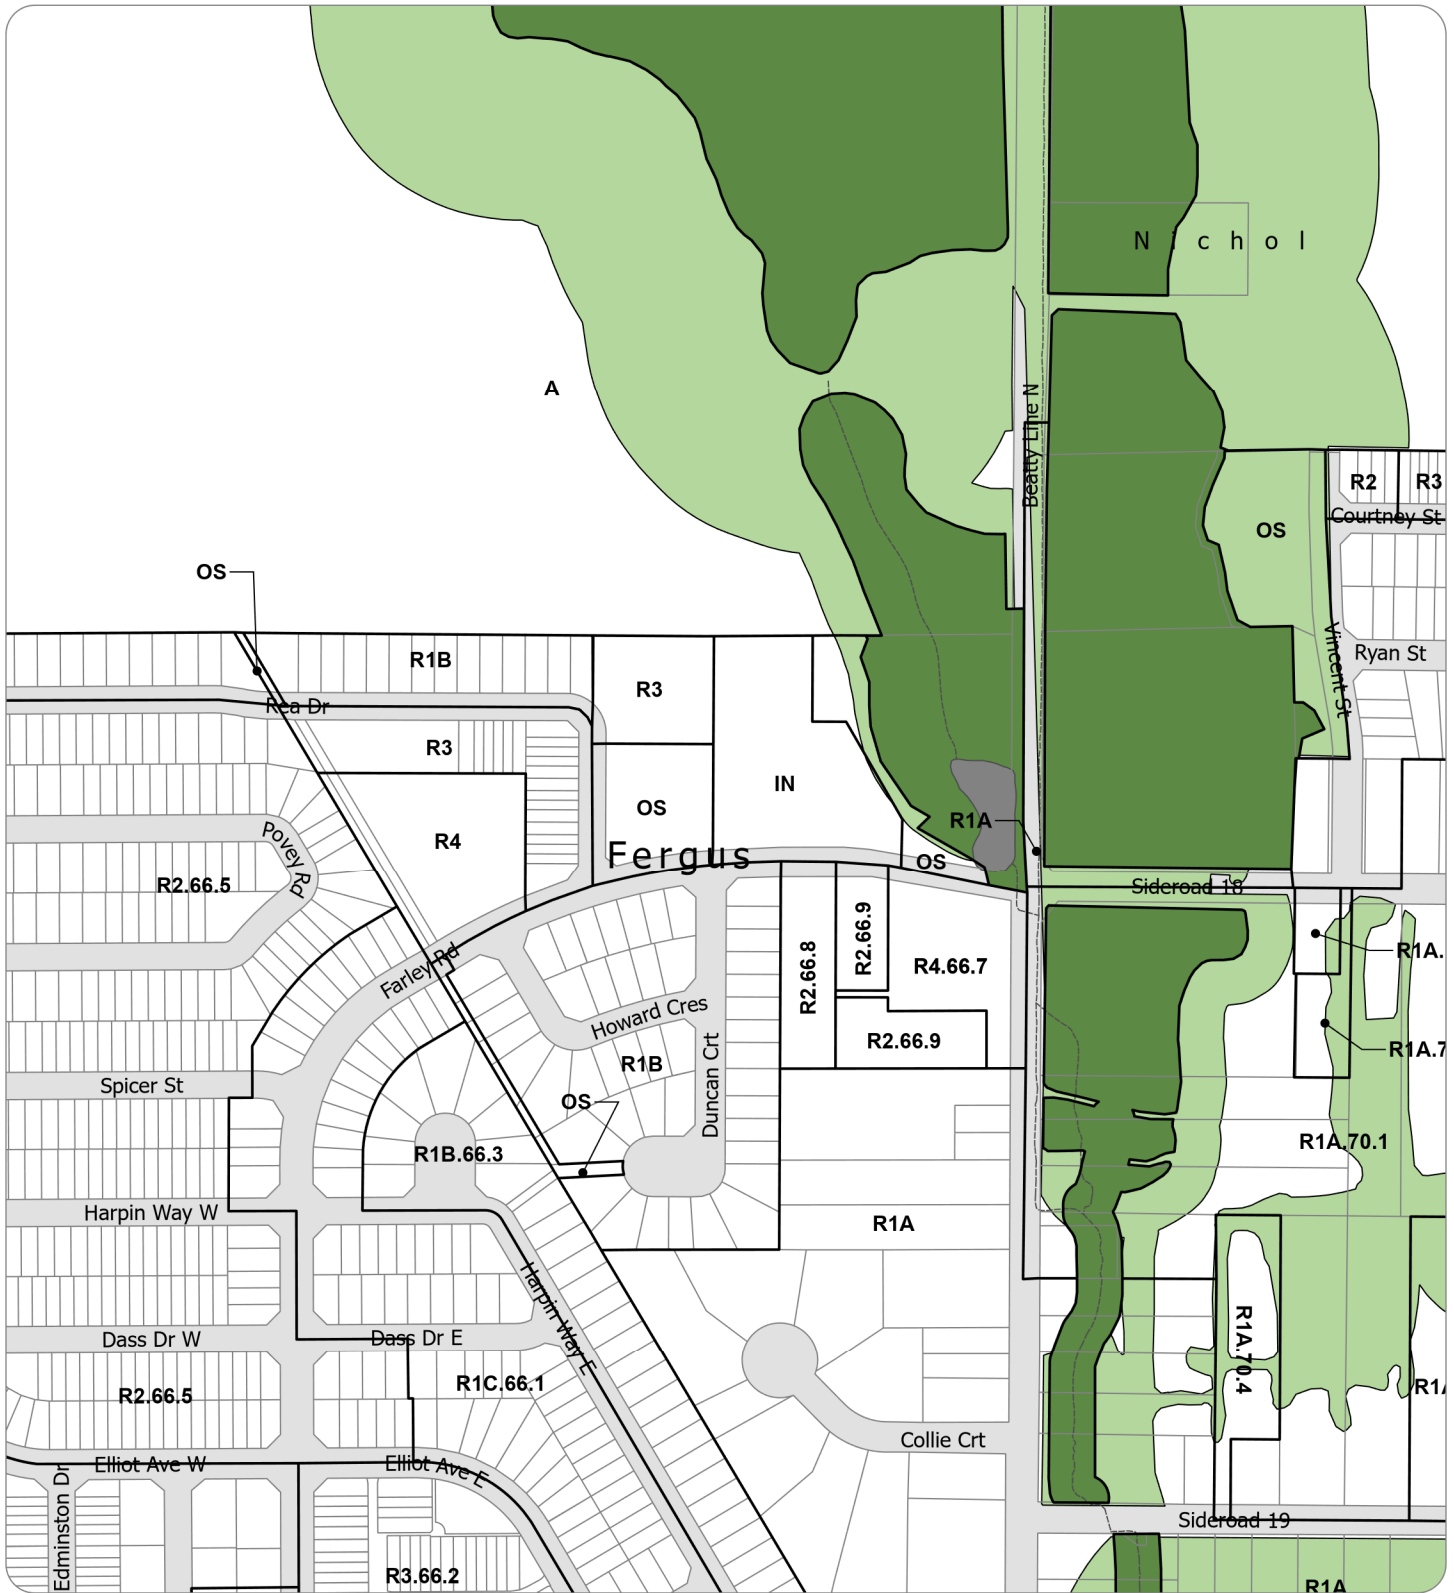 Nichol
Beatty Line N
A
R2
R3
Courtney St
OS
OS
Vincent St
Ryan St
R1B
R3
Rea Dr
R3
IN
OS
R1A
R4
Fergus
OS
Povey Rd
R2.66.5
Sideroad 18
R2.66.8
R2.66.9
R4.66.7
R1A.
Farley Rd
Howard Cres
R2.66.9
R1A.7
R1B
Spicer St
Duncan Crt
OS
R1A.70.1
R1B.66.3
Harpin Way W
R1A
Harpin Way E
Dass Dr W
Dass Dr E
R1A.70.4
R2.66.5
R1C.66.1
R1A
Collie Crt
Elliot Ave W
Elliot Ave E
Edminston Dr
Sideroad 19
R3.66.2
R1A